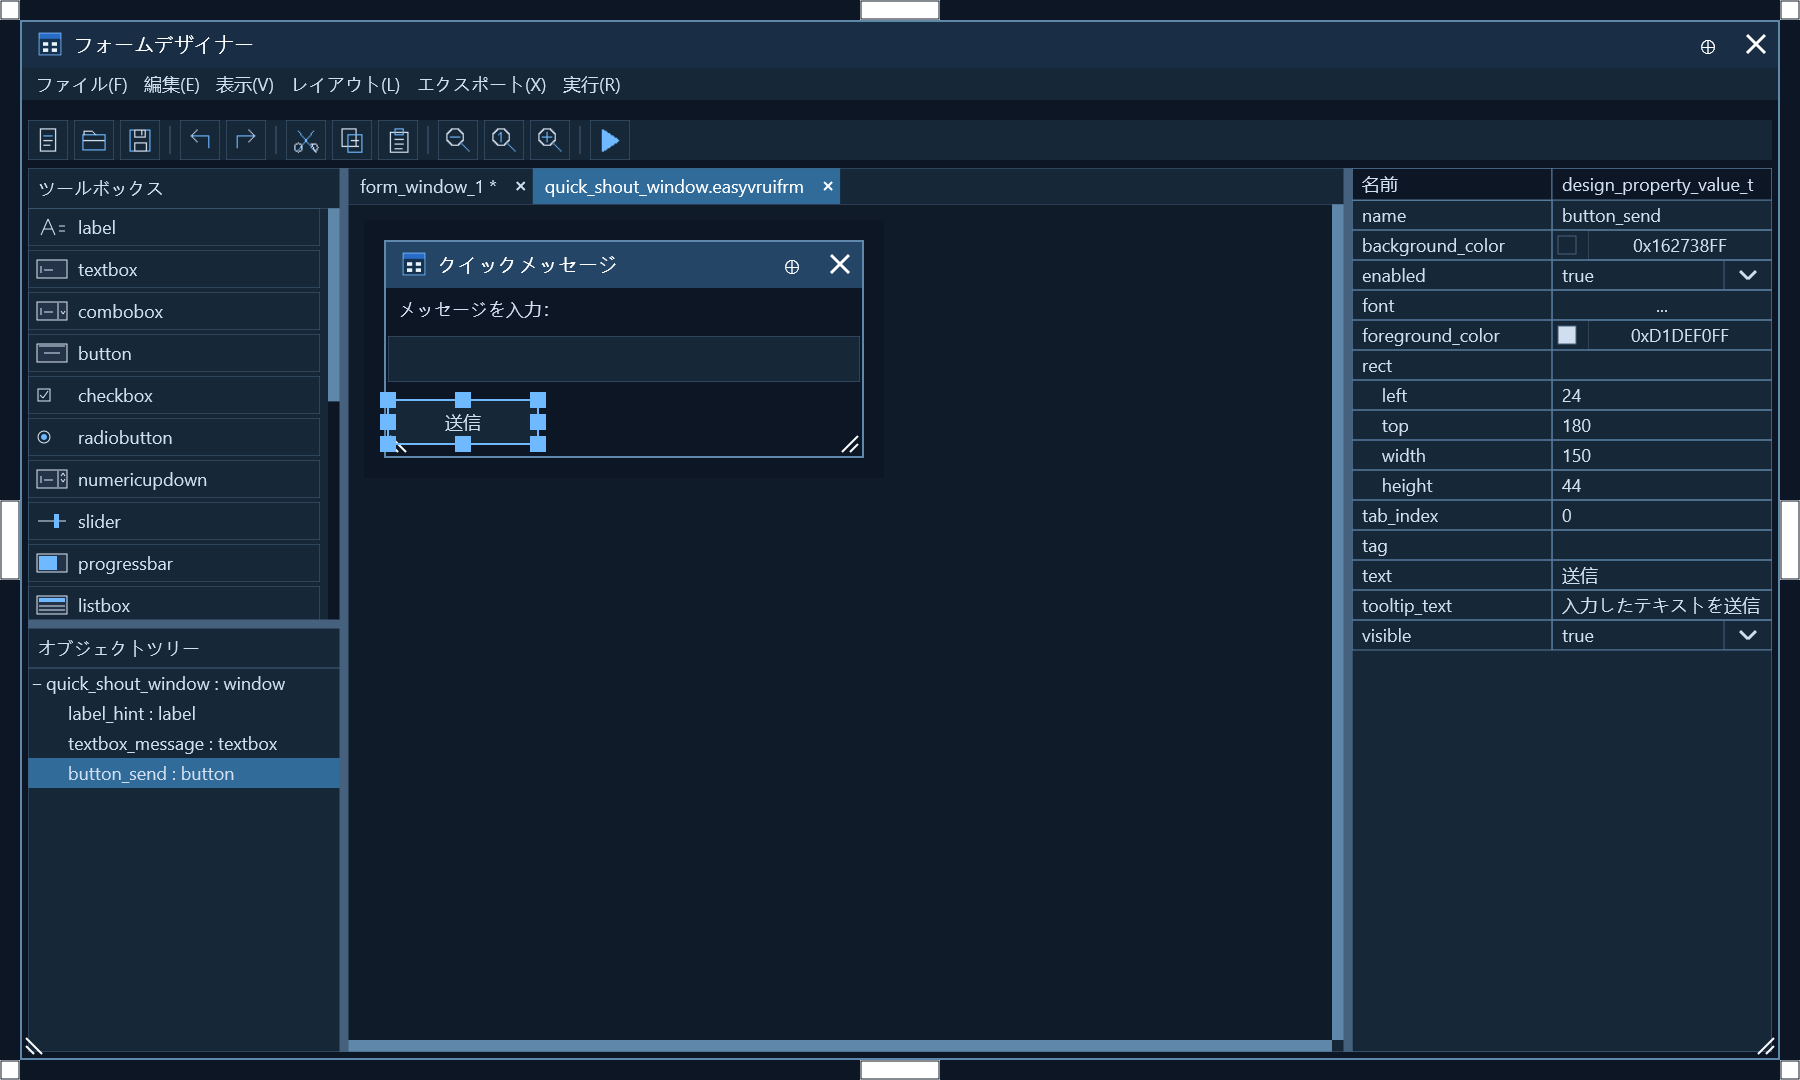 フォームデザイナー
ファイル(F) 編集(E) 表示(V) レイアウト(L) エクスポート(X) 実行(R)
ツールボックス
label
textbox
combobox
button
checkbox
radiobutton
numericupdown
slider
progressbar
listbox
オブジェクトツリー
quick_shout_window : window
label_hint : label
textbox_message : textbox
button_send : button
form_window_1 *
quick_shout_window.easyvruifrm
クイックメッセージ
メッセージを入力:
送信
名前 design_property_value_t
name button_send
background_color 0x162738FF
enabled true
font ...
foreground_color 0xD1DEF0FF
rect
left 24
top 180
width 150
height 44
tab_index 0
tag
text 送信
tooltip_text 入力したテキストを送信
visible true